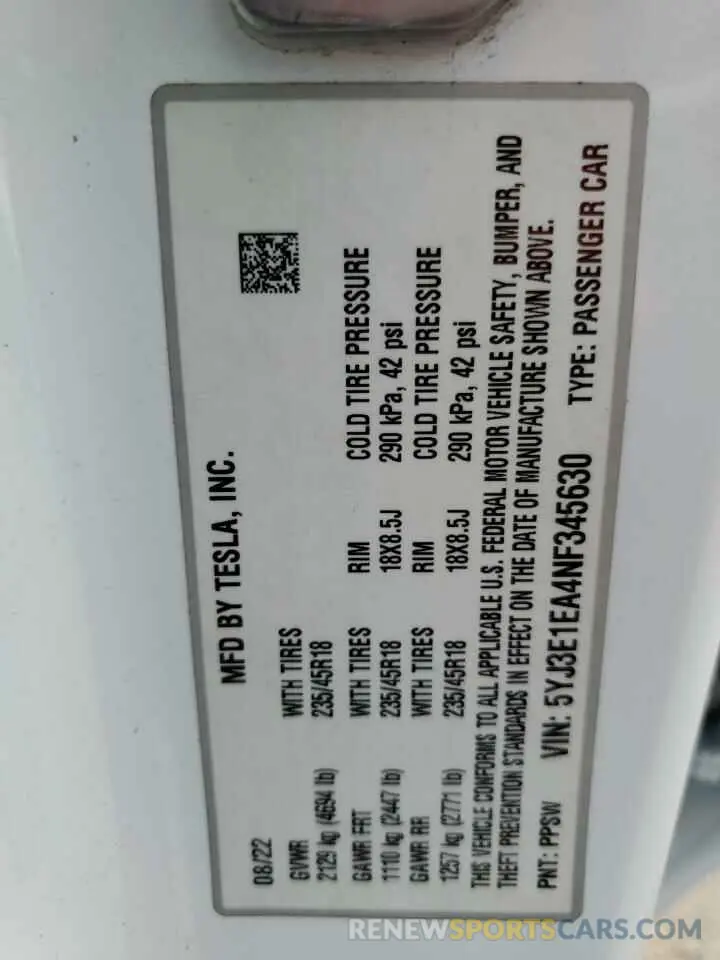 MFD BY TESLA, INC.
08/22
GVWR WITH TIRES
2129 kg (4694 lb) 235/45R18
GAWR FRT WITH TIRES RIM COLD TIRE PRESSURE
1110 kg (2447 lb) 235/45R18 18X8.5J 290 kPa, 42 psi
GAWR RR WITH TIRES RIM COLD TIRE PRESSURE
1257 kg (2771 lb) 235/45R18 18X8.5J 290 kPa, 42 psi
THIS VEHICLE CONFORMS TO ALL APPLICABLE U.S. FEDERAL MOTOR VEHICLE SAFETY, BUMPER, AND
THEFT PREVENTION STANDARDS IN EFFECT ON THE DATE OF MANUFACTURE SHOWN ABOVE.
PNT: PPSW VIN: 5YJ3E1EA4NF345630 TYPE: PASSENGER CAR
RENEWSPORTSCARS.COM